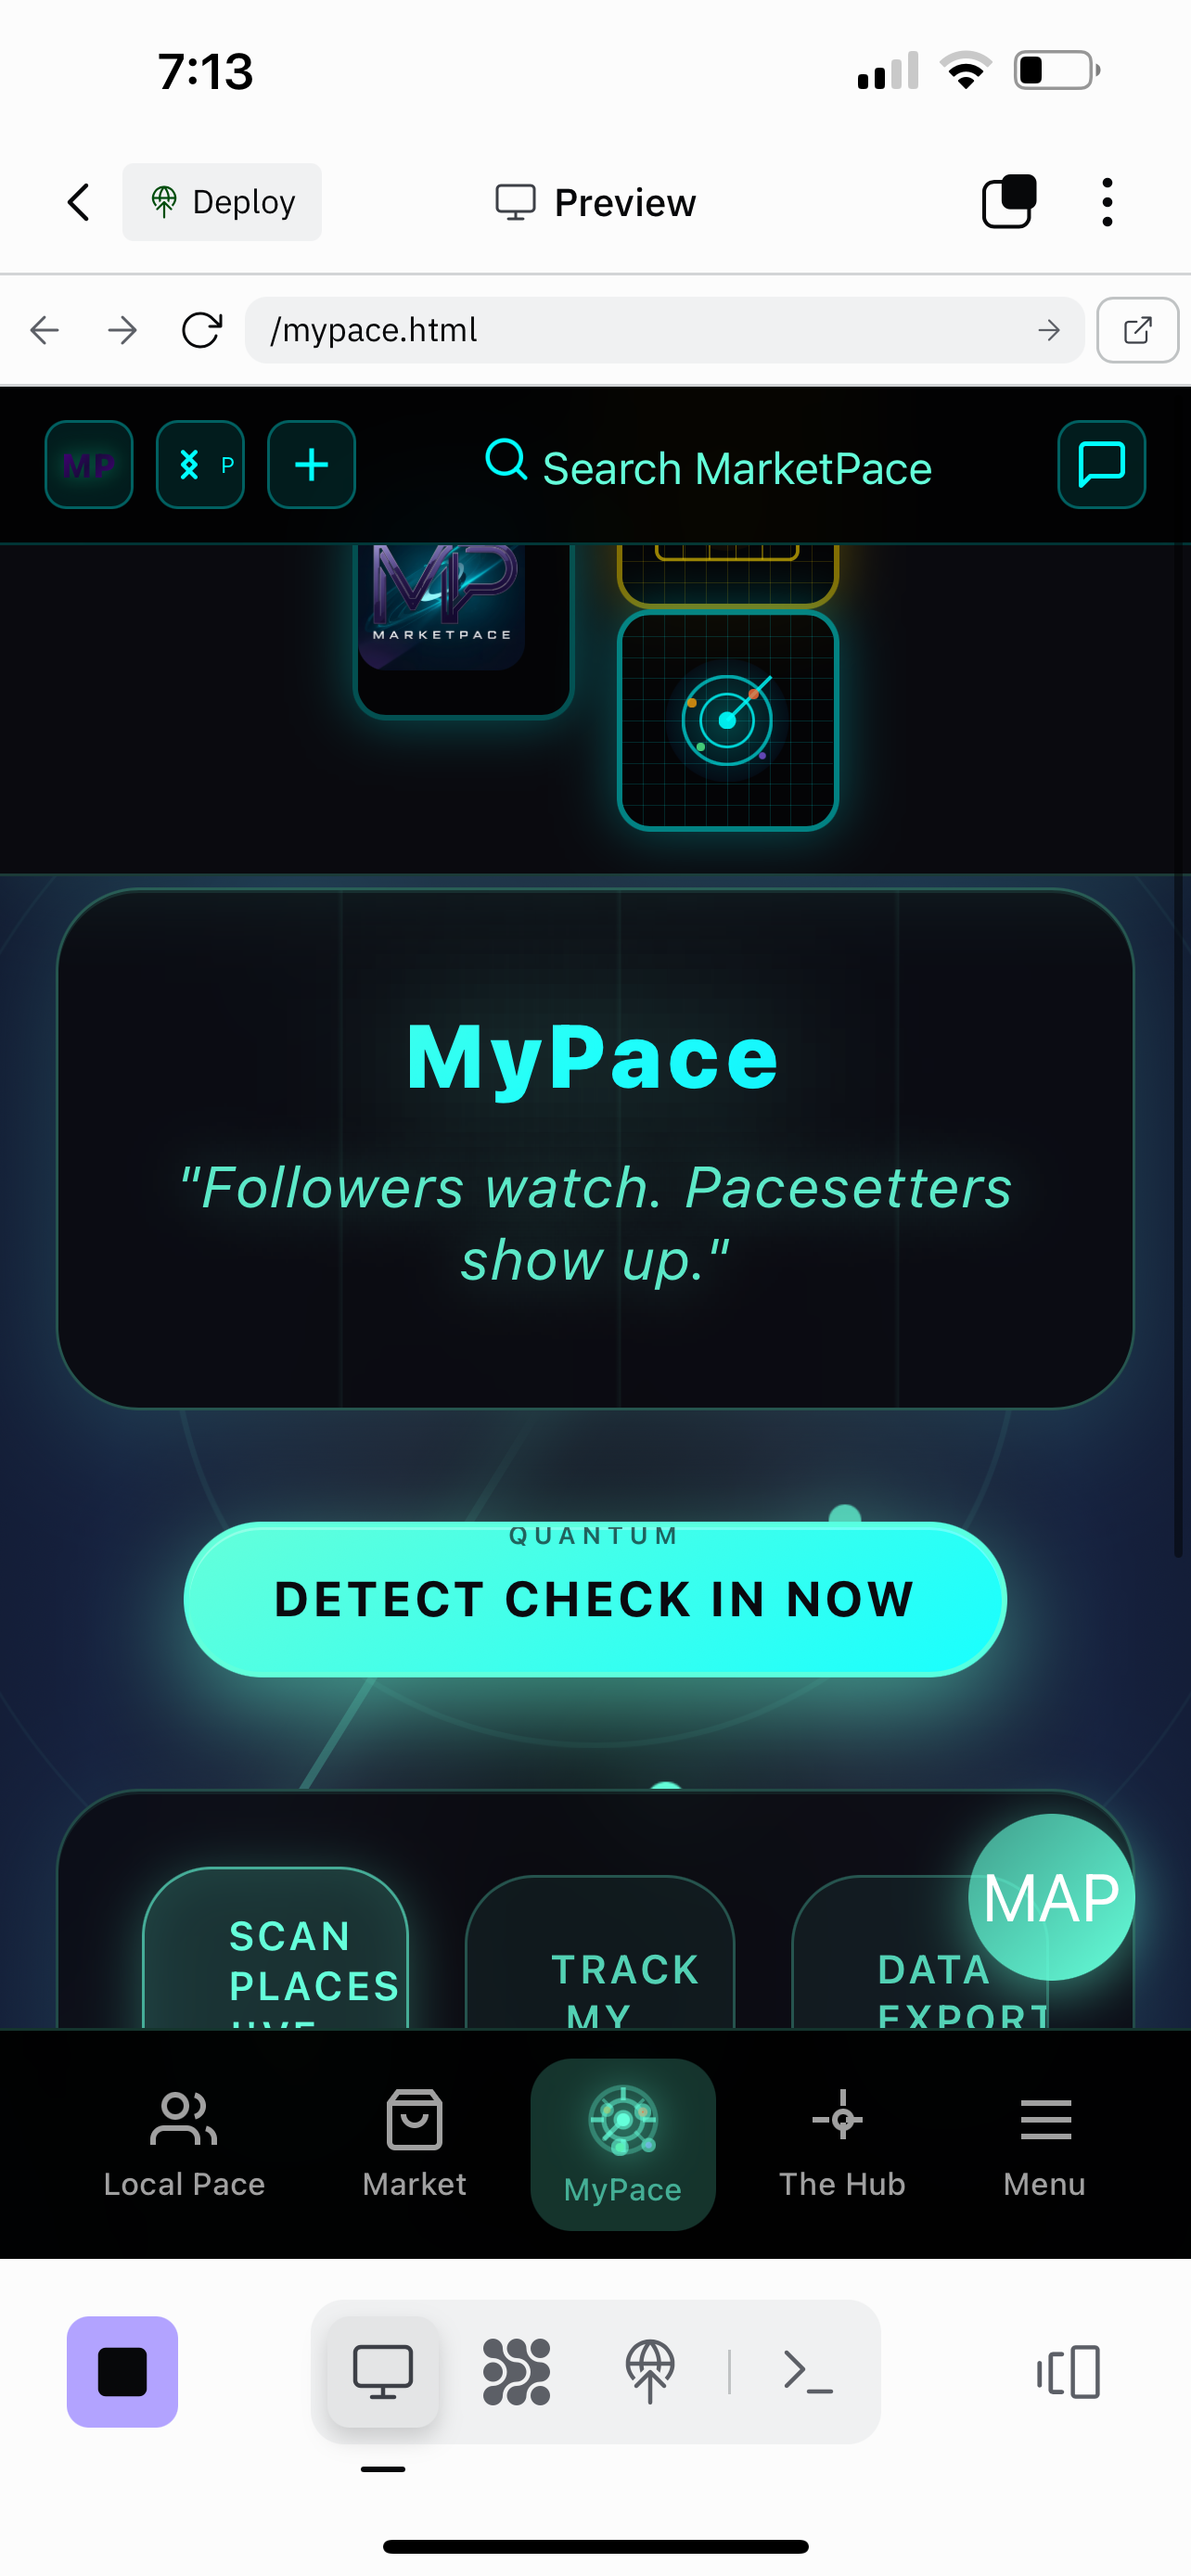 7:13
Deploy
Preview
/mypace.html
MP
P
Search MarketPace
MP
MARKETPACE
MyPace
"Followers watch. Pacesetters
show up."
QUANTUM
DETECT CHECK IN NOW
MAP
SCAN
PLACES
TRACK
MY
DATA
EXPORT
Local Pace
Market
MyPace
The Hub
Menu